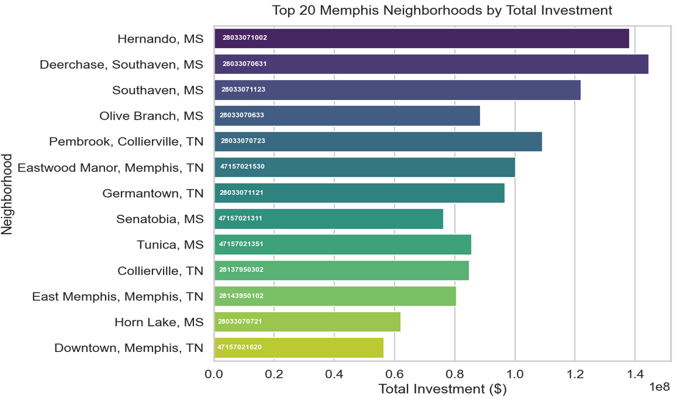 Top 20 Memphis Neighborhoods by Total Investment
Neighborhood
Hernando, MS 28033071002
Deerchase, Southaven, MS 28033070631
Southaven, MS 28033071123
Olive Branch, MS 28033070633
Pembrook, Collierville, TN 28033070723
Eastwood Manor, Memphis, TN 47157021530
Germantown, TN 28033071121
Senatobia, MS 47157021311
Tunica, MS 47157021351
Collierville, TN 28137950302
East Memphis, Memphis, TN 28143950102
Horn Lake, MS 28033070721
Downtown, Memphis, TN 47157021620
0.0 0.2 0.4 0.6 0.8 1.0 1.2 1.4
1e8
Total Investment ($)